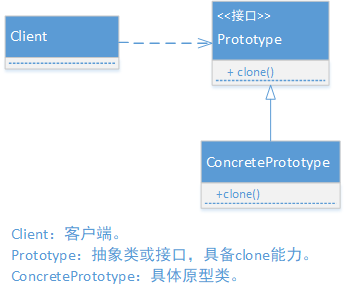 Client
<<接口>>
Prototype
+ clone()
ConcretePrototype
+clone()
Client：客户端。
Prototype：抽象类或接口，具备clone能力。
ConcretePrototype：具体原型类。